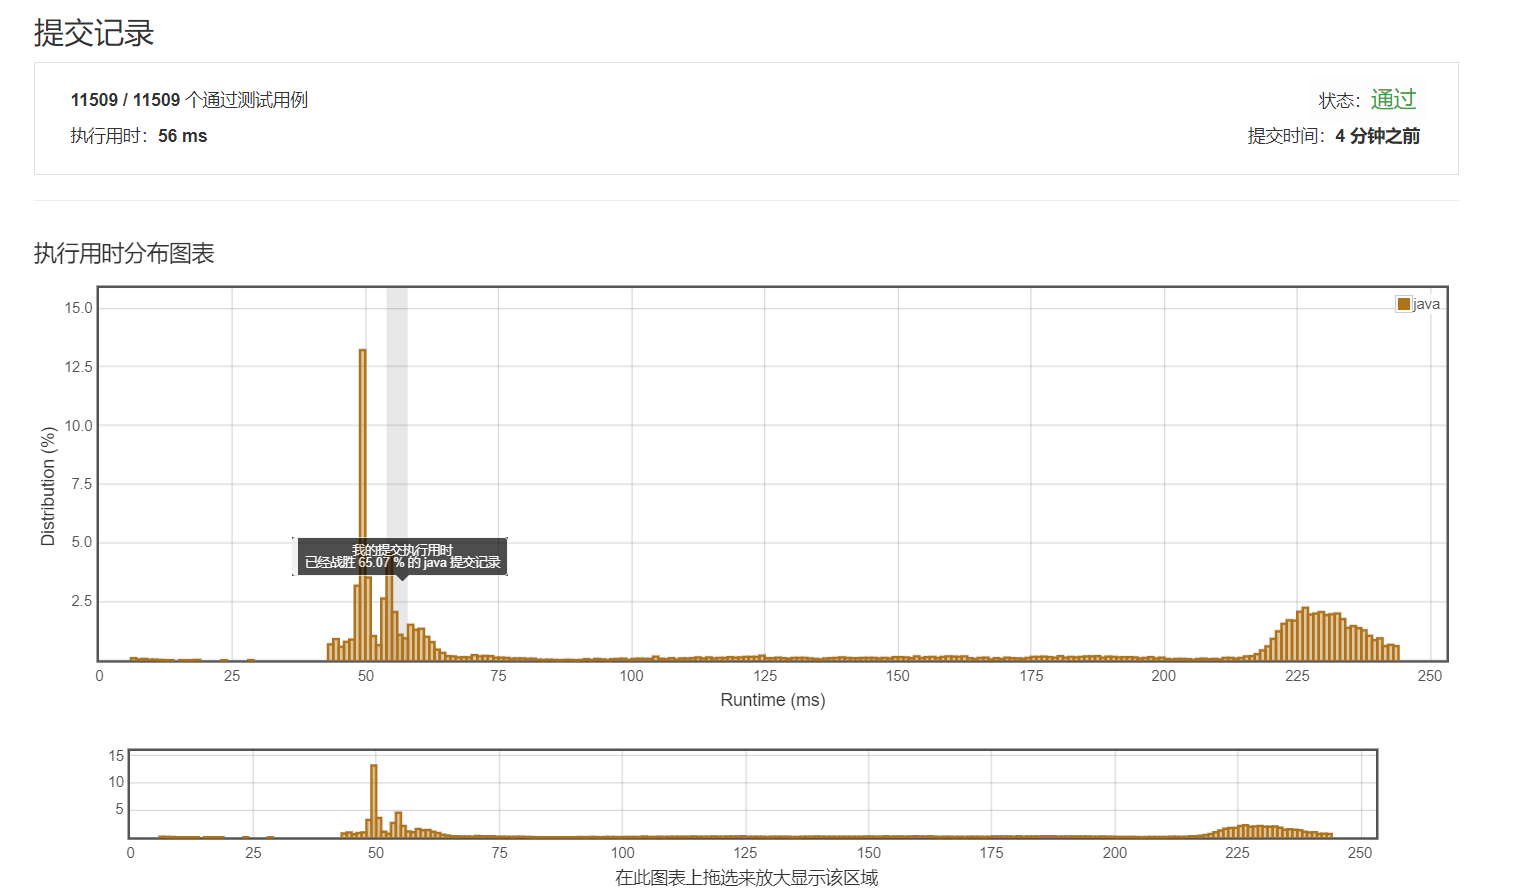 提交记录
11509 / 11509 个通过测试用例
状态：通过
执行用时：56 ms
提交时间：4 分钟之前
执行用时分布图表
15.0
12.5
10.0
7.5
5.0
2.5
Distribution (%)
java
我的提交执行用时
已经战胜 65.07 % 的 java 提交记录
0 25 50 75 100 125 150 175 200 225 250
Runtime (ms)
15
10
5
0 25 50 75 100 125 150 175 200 225 250
在此图表上拖选来放大显示该区域